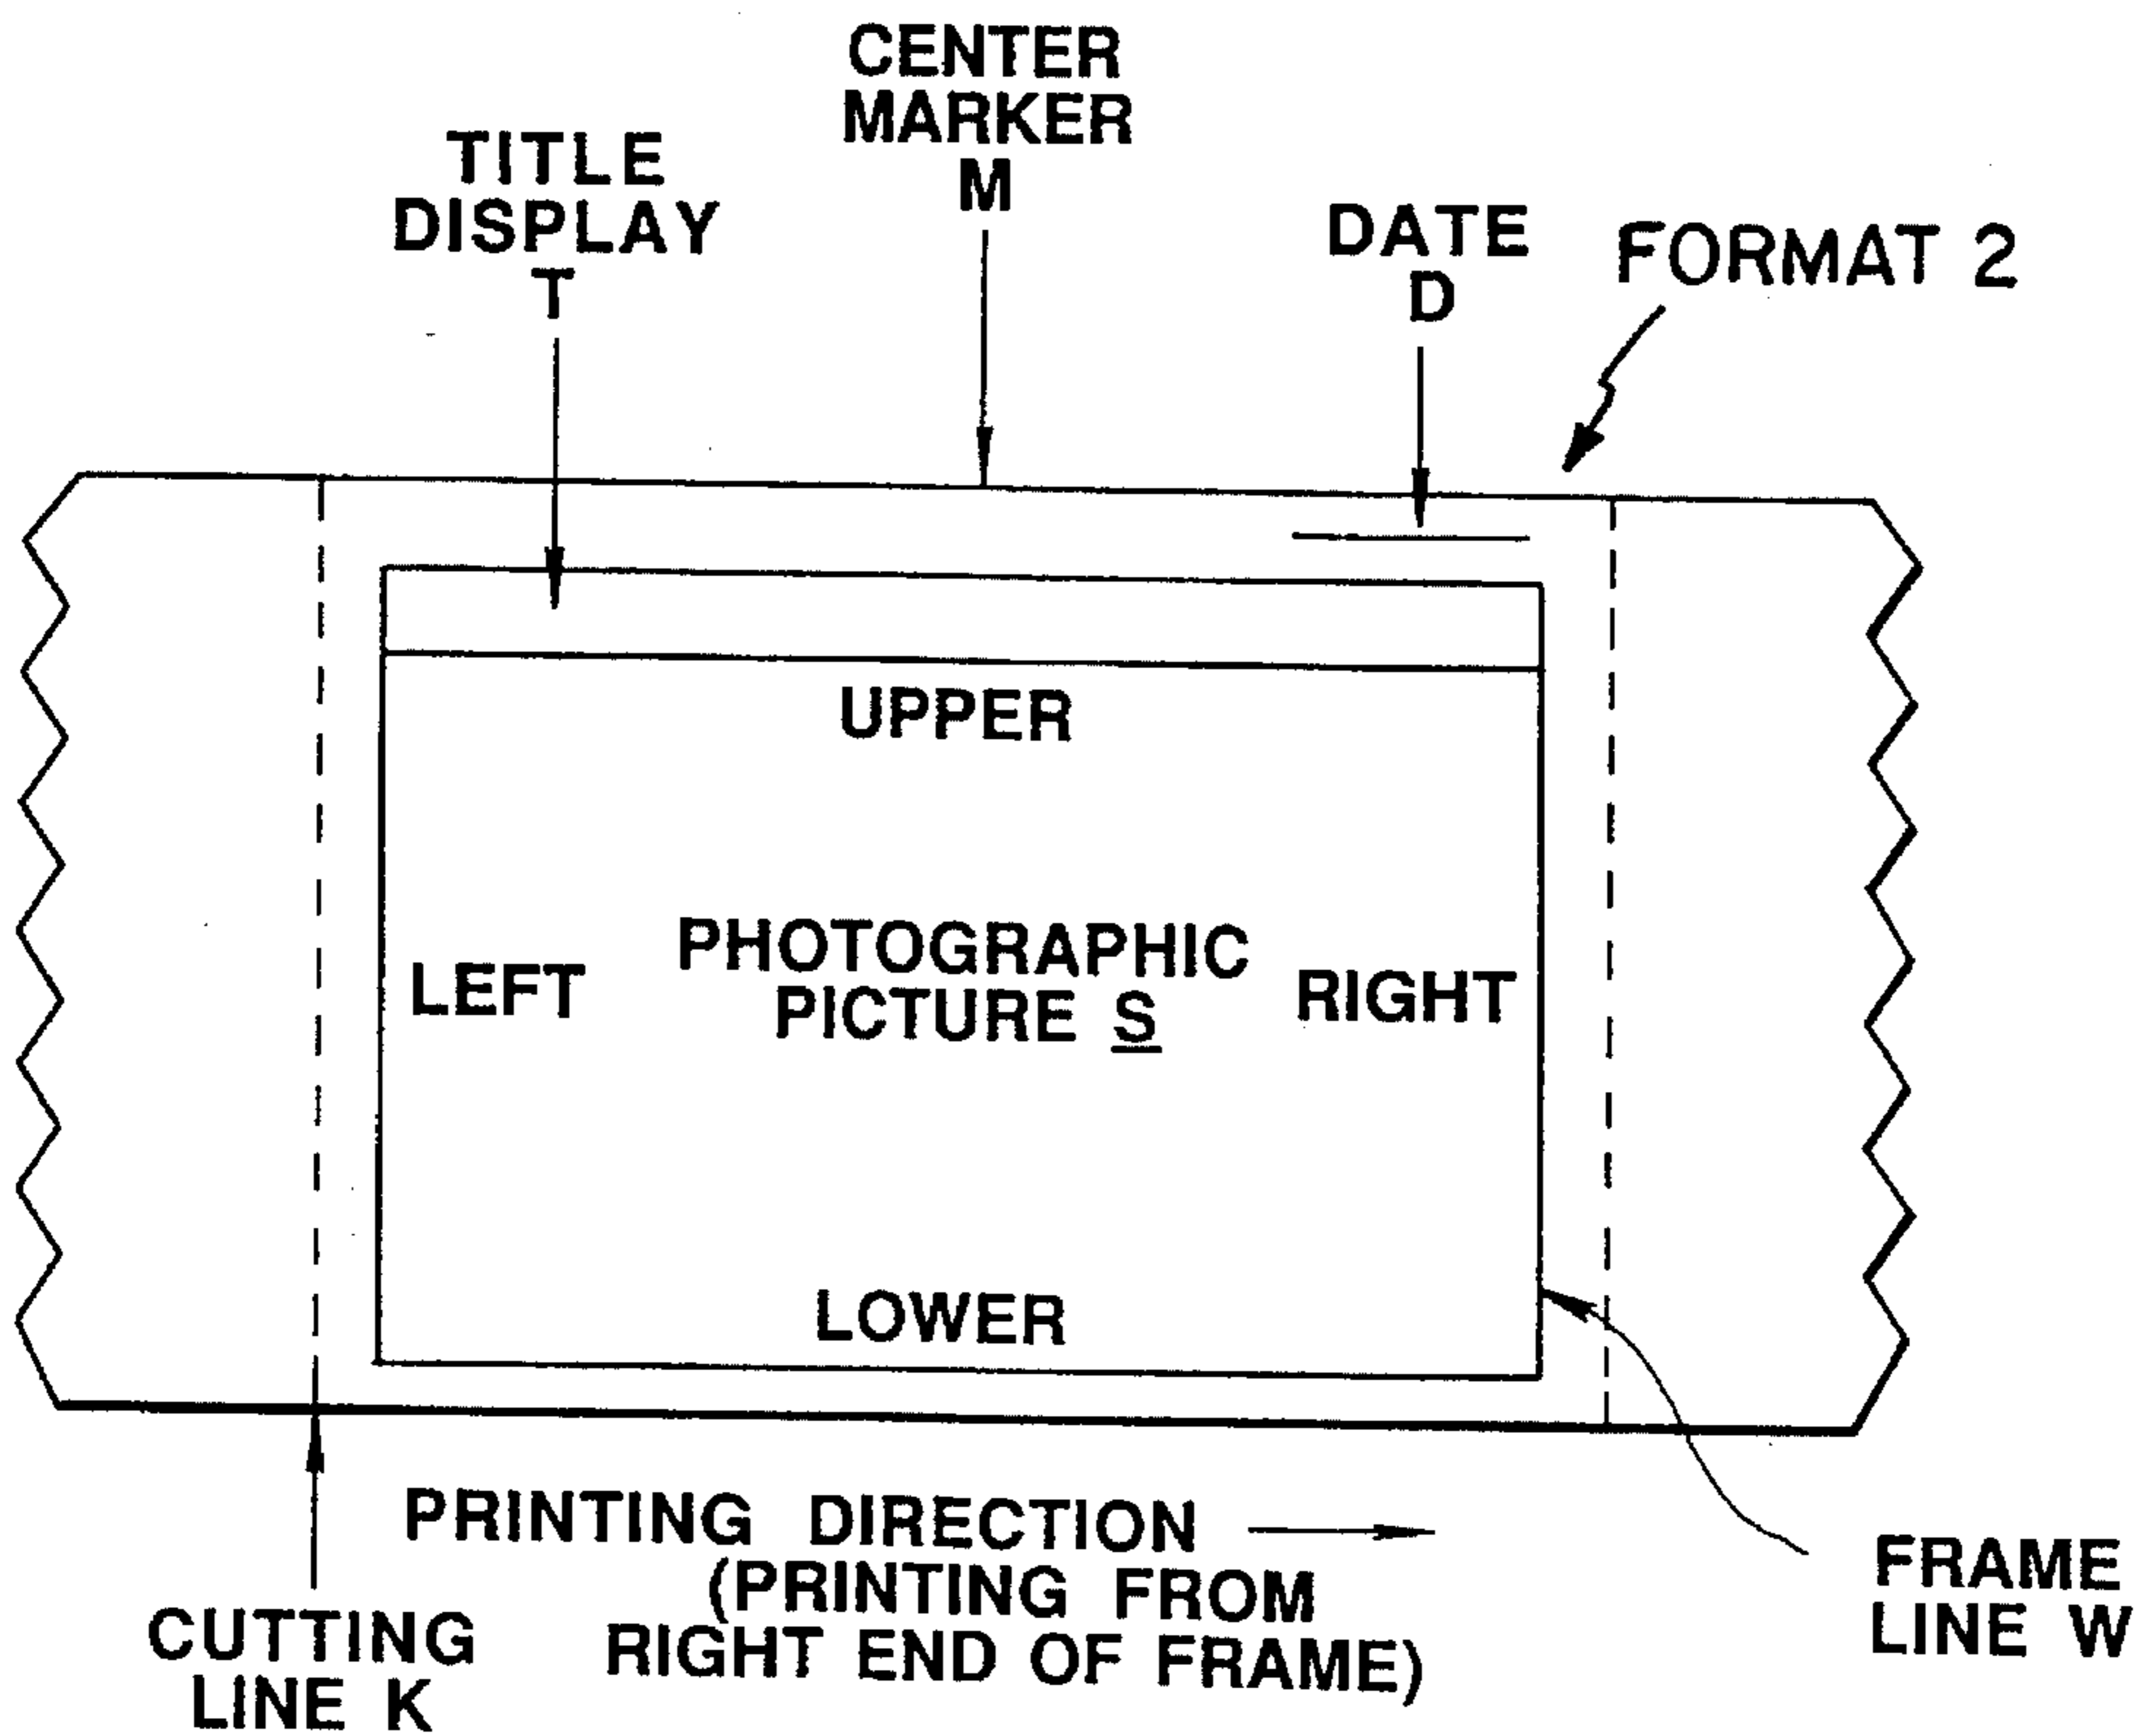 CENTER
MARKER
M
TITLE
DISPLAY
T
DATE
D
FORMAT 2
UPPER
LEFT
PHOTOGRAPHIC
PICTURE S
RIGHT
LOWER
PRINTING DIRECTION
(PRINTING FROM
RIGHT END OF FRAME)
CUTTING
LINE K
FRAME
LINE W